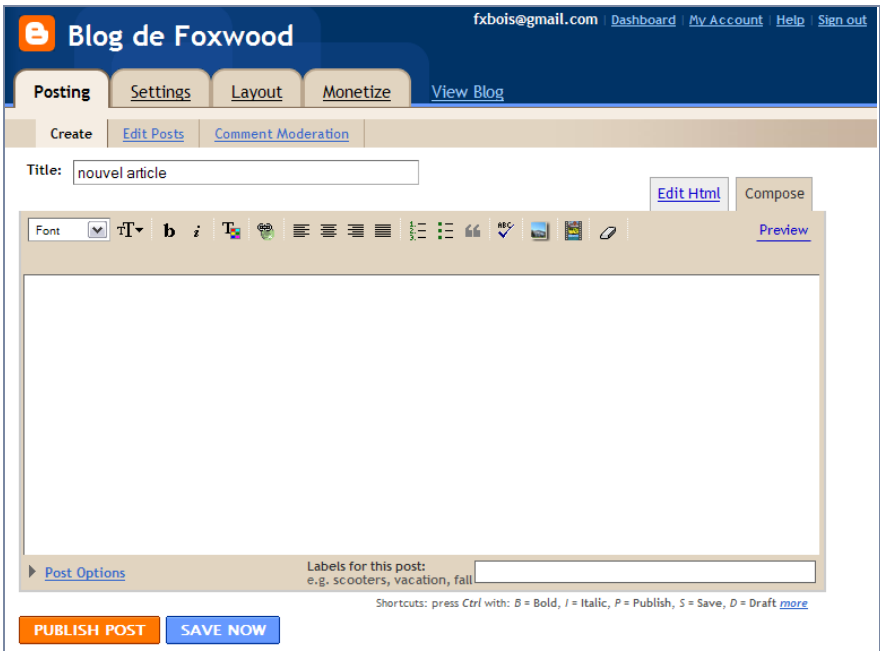 fxbois@gmail.com | Dashboard | My Account | Help | Sign out
Blog de Foxwood
Posting Settings Layout Monetize View Blog
Create Edit Posts Comment Moderation
Title: nouvel article
Edit Html Compose
Font TT b i T ABC Preview
Post Options
Labels for this post:
e.g. scooters, vacation, fall
Shortcuts: press Ctrl with: B = Bold, I = Italic, P = Publish, S = Save, D = Draft more
PUBLISH POST SAVE NOW